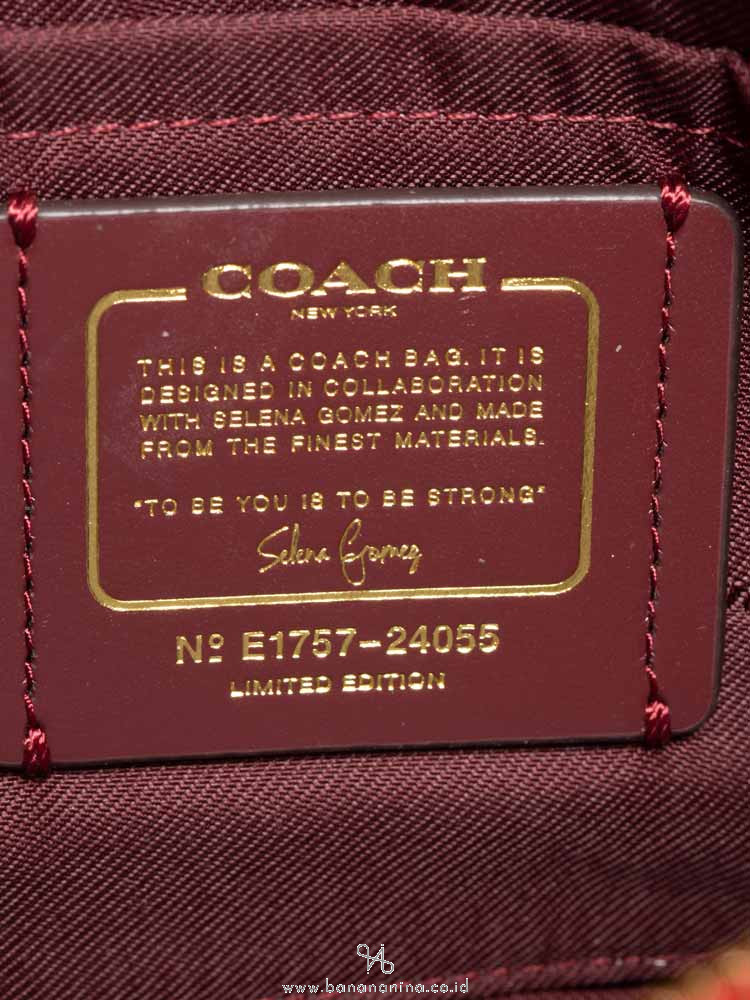 COACH
NEW YORK
THIS IS A COACH BAG. IT IS
DESIGNED IN COLLABORATION
WITH SELENA GOMEZ AND MADE
FROM THE FINEST MATERIALS.
"TO BE YOU IS TO BE STRONG"
Selena Gomez
Nº E1757-24055
LIMITED EDITION
www.banananina.co.id